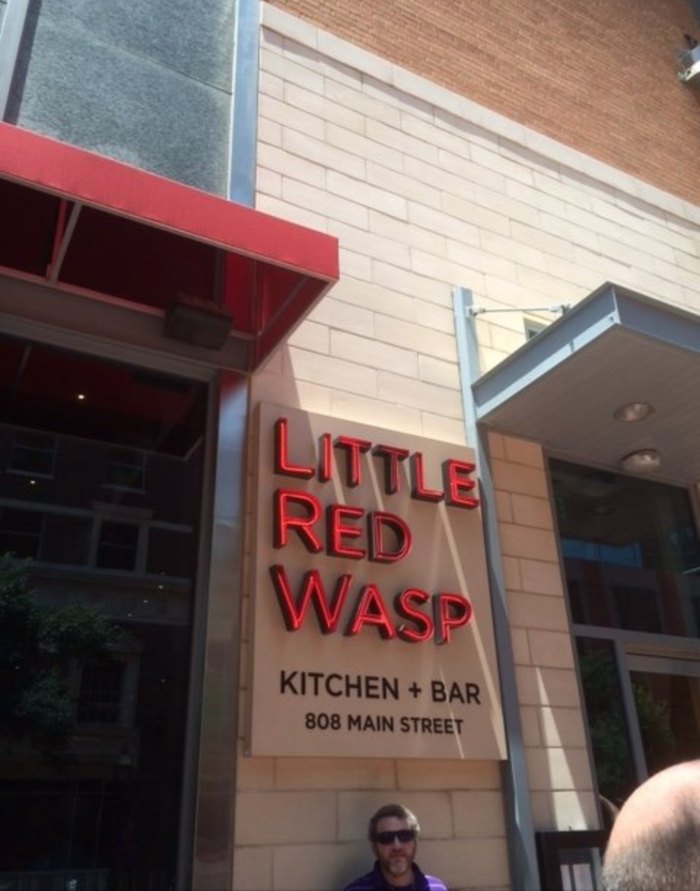 LITTLE
RED
WASP
KITCHEN + BAR
808 MAIN STREET